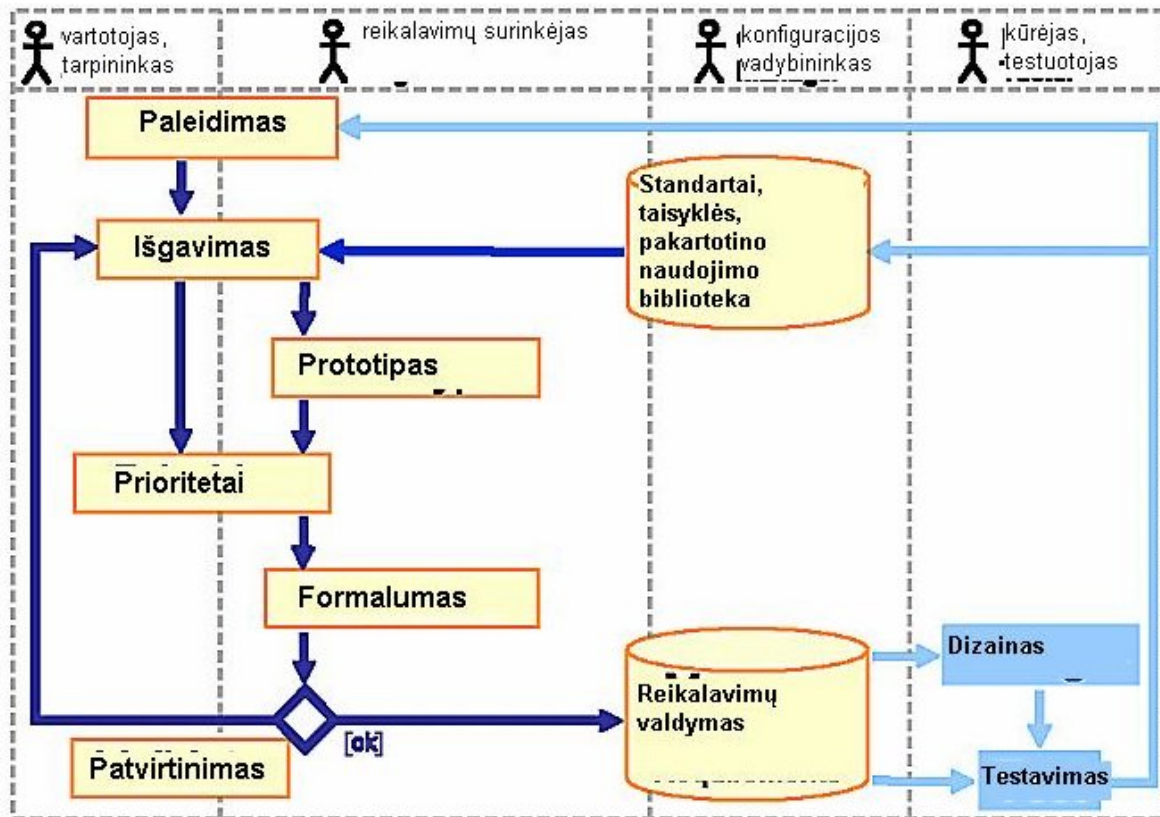 vartotojas,
tarpininkas
reikalavimų surinkėjas
konfiguracijos
vadybininkas
kūrėjas,
testuotojas
Paleidimas
Standartai,
taisyklės,
pakartotino
naudojimo
biblioteka
Išgavimas
Prototipas
Prioritetai
Formalumas
Dizainas
Reikalavimų
valdymas
[ok]
Patvirtinimas
Testavimas